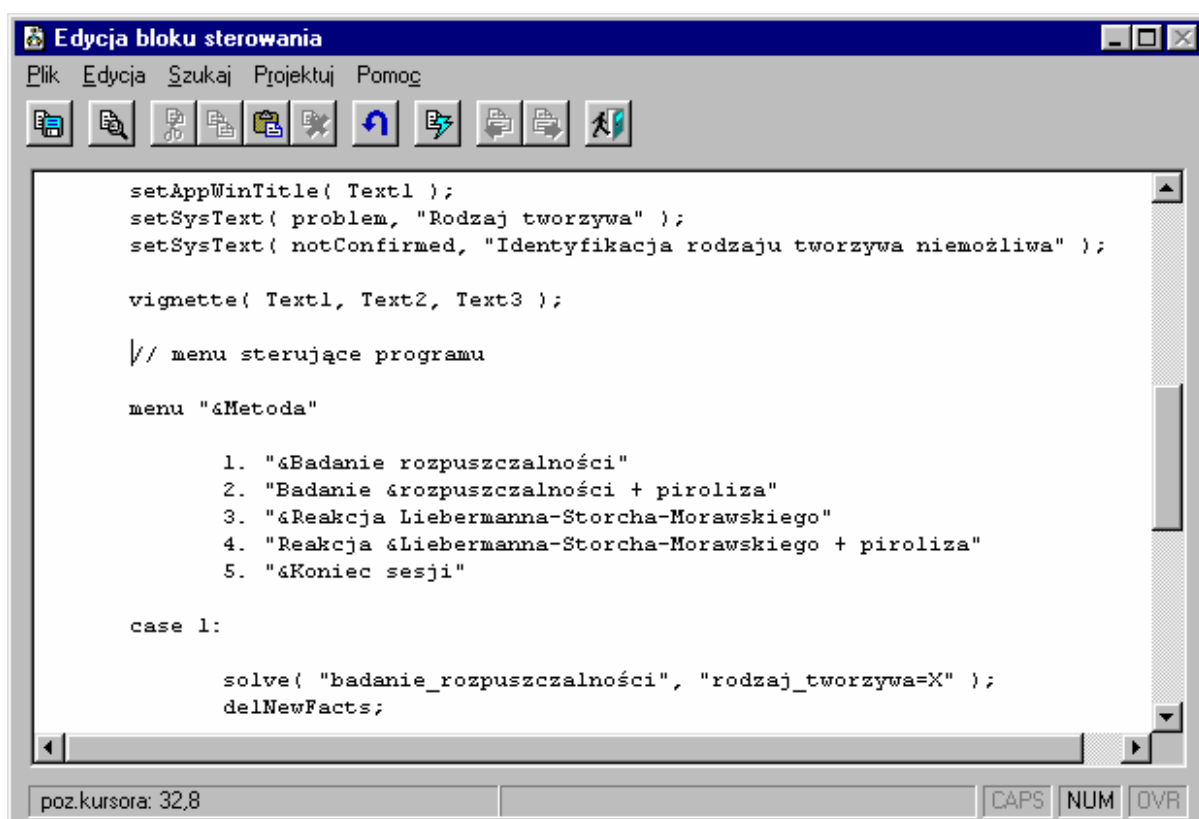 Edycja bloku sterowania
Plik Edycja Szukaj Projektuj Pomoc
setAppWinTitle( Text1 );
setSysText( problem, "Rodzaj tworzywa" );
setSysText( notConfirmed, "Identyfikacja rodzaju tworzywa niemożliwa" );
vignette( Text1, Text2, Text3 );
// menu sterujące programu
menu "&Metoda"
1. "&Badanie rozpuszczalności"
2. "Badanie &rozpuszczalności + piroliza"
3. "&Reakcja Liebermanna-Storcha-Morawskiego"
4. "Reakcja &Liebermanna-Storcha-Morawskiego + piroliza"
5. "&Koniec sesji"
case 1:
solve( "badanie_rozpuszczalności", "rodzaj_tworzywa=X" );
delNewFacts;
poz.kursora: 32,8 CAPS NUM OVR